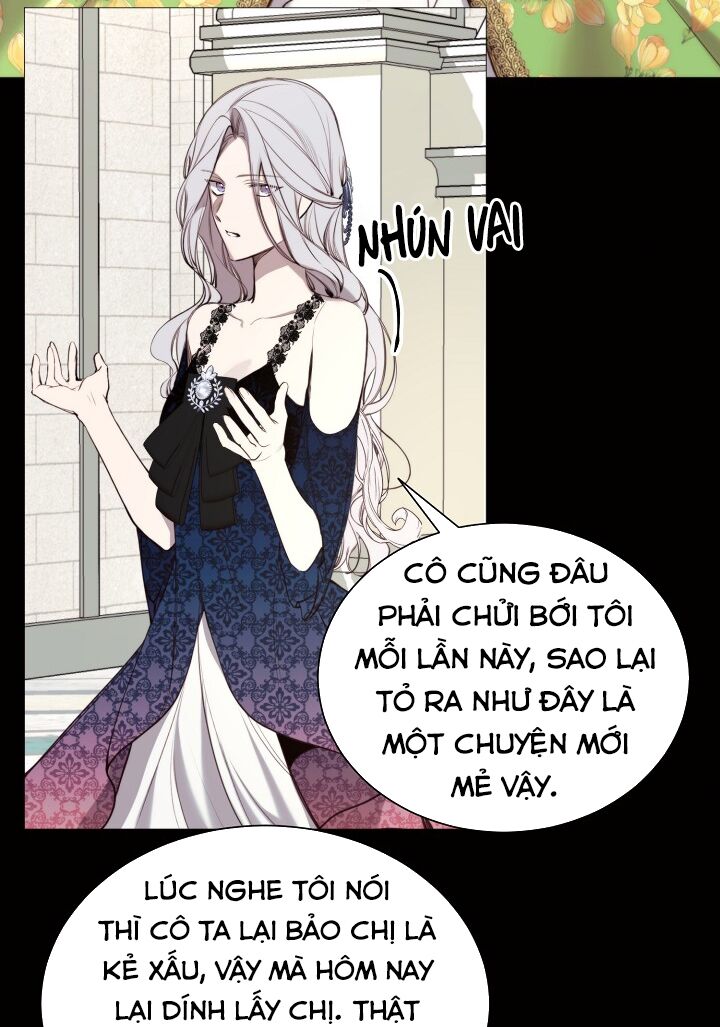 NHÚN VAI
CÔ CŨNG ĐÂU
PHẢI CHỬI BỚI TÔI
MỖI LẦN NÀY, SAO LẠI
TỎ RA NHƯ ĐÂY LÀ
MỘT CHUYỆN MỚI
MẺ VẬY.
LÚC NGHE TÔI NÓI
THÌ CÔ TA LẠI BẢO CHỊ LÀ
KẺ XẤU, VẬY MÀ HÔM NAY
LẠI DÍNH LẤY CHỊ. THẬT